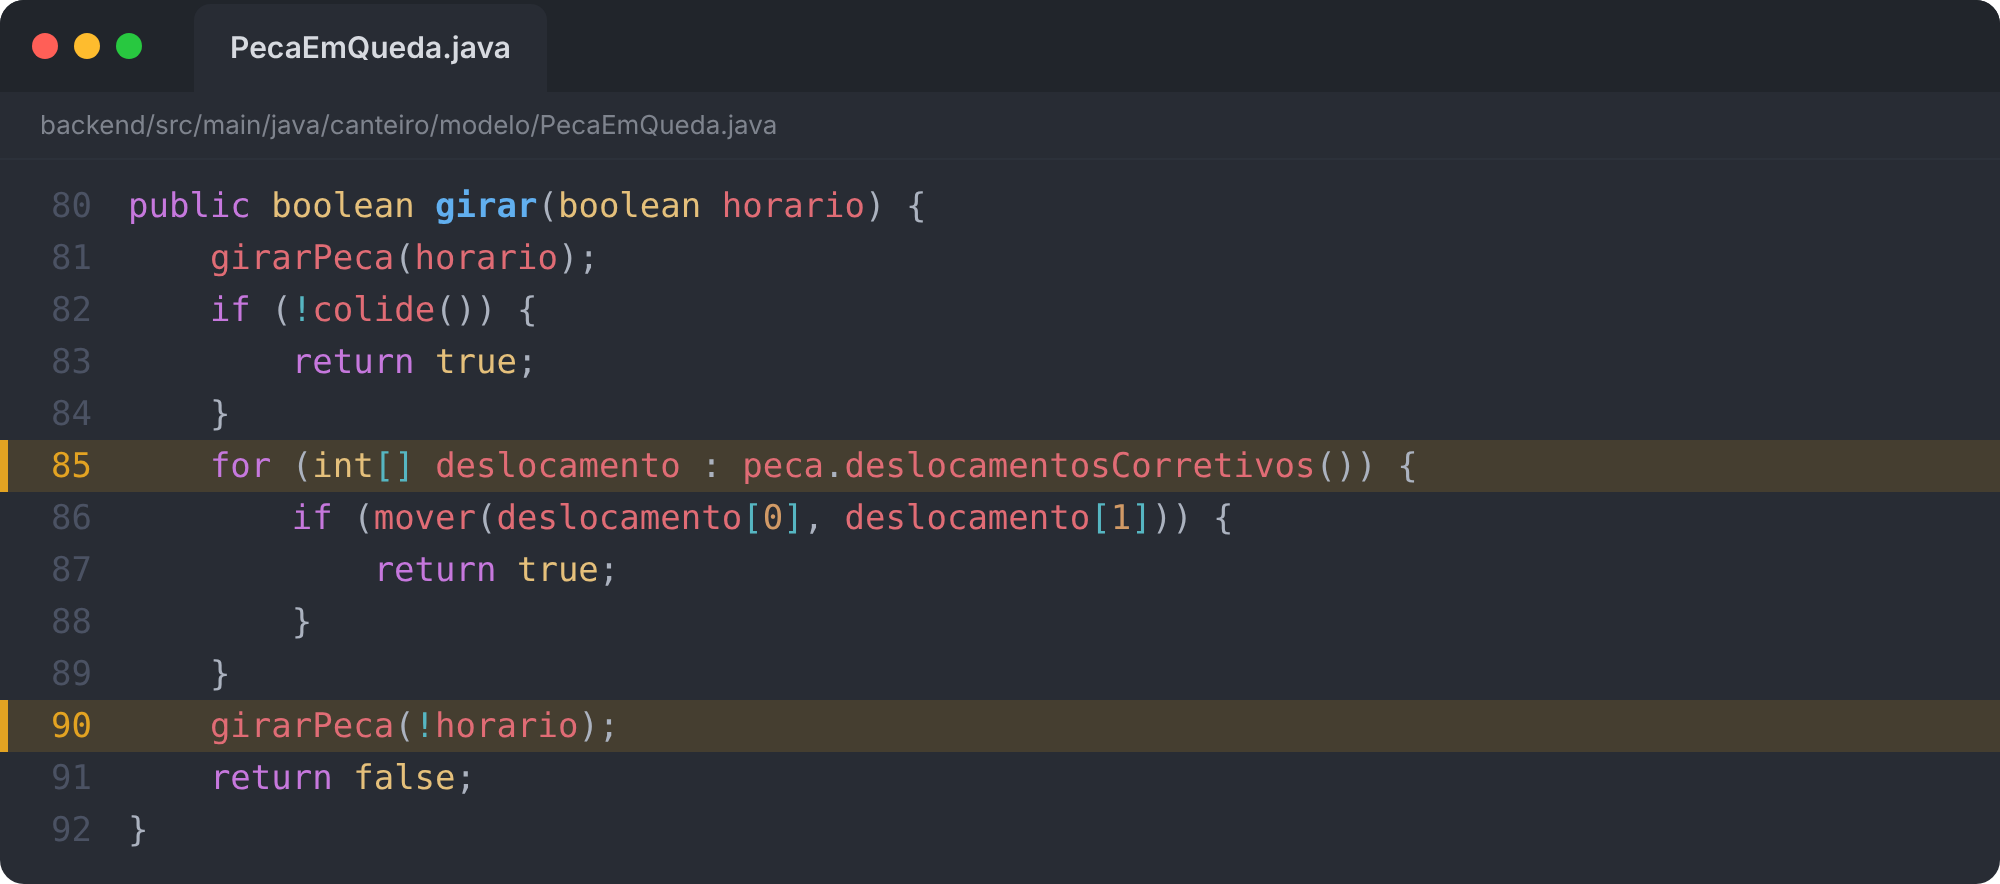 PecaEmQueda.java
backend/src/main/java/canteiro/modelo/PecaEmQueda.java
80 public boolean girar(boolean horario) {
81     girarPeca(horario);
82     if (!colide()) {
83         return true;
84     }
85     for (int[] deslocamento : peca.deslocamentosCorretivos()) {
86         if (mover(deslocamento[0], deslocamento[1])) {
87             return true;
88         }
89     }
90     girarPeca(!horario);
91     return false;
92 }